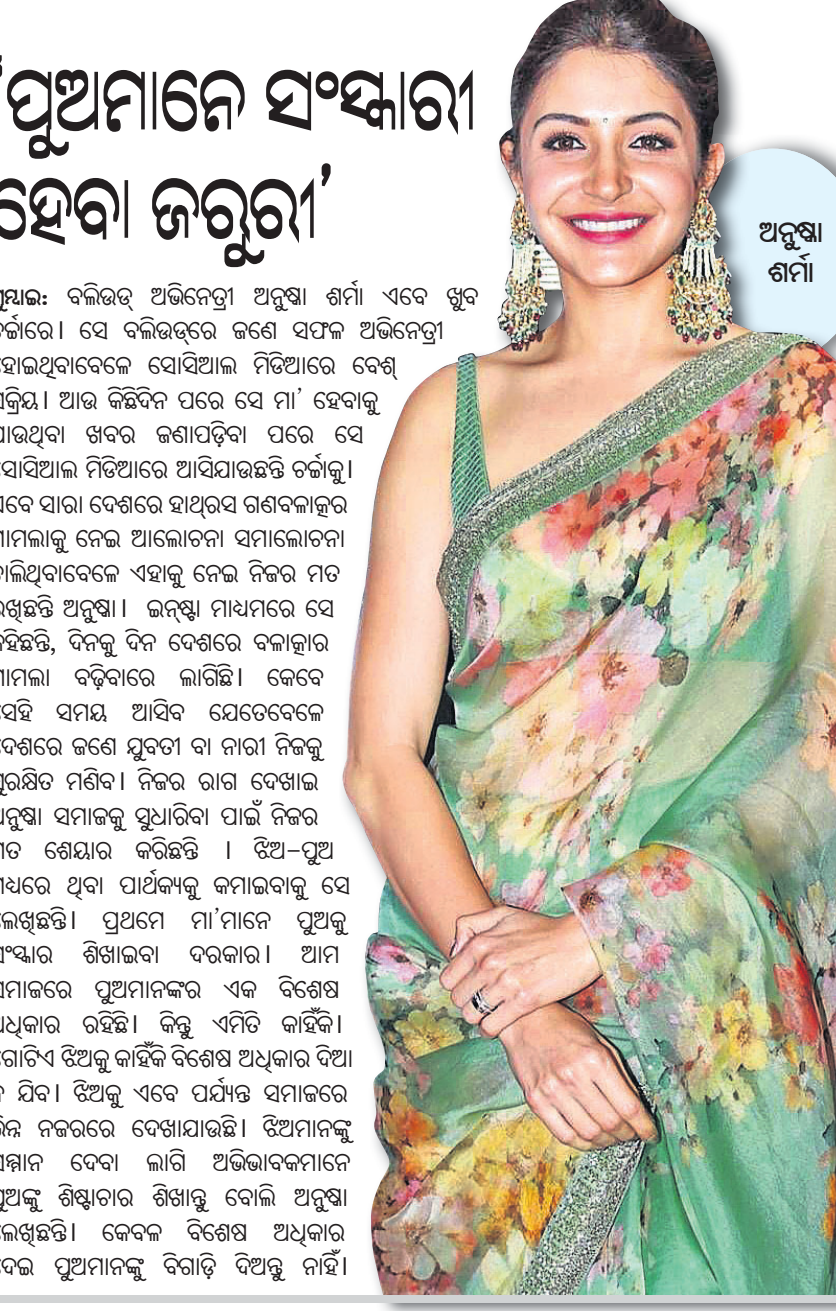 ‘ପୁଅମାନେ ସଂସ୍କାରୀ
ହେବା ଜରୁରୀ’
ଅନୁଷ୍କା
ଶର୍ମା
ମୁମ୍ବାଇ: ବଲିଉଡ୍ ଅଭିନେତ୍ରୀ ଅନୁଷ୍କା ଶର୍ମା ଏବେ ଖୁବ
ଚର୍ଚ୍ଚାରେ। ସେ ବଲିଉଡ୍‌ରେ ଜଣେ ସଫଳ ଅଭିନେତ୍ରୀ
ହୋଇଥିବାବେଳେ ସୋସିଆଲ ମିଡିଆରେ ବେଶ୍
ସକ୍ରିୟ। ଆଉ କିଛିଦିନ ପରେ ସେ ମା’ ହେବାକୁ
ଯାଉଥିବା ଖବର ଜଣାପଡ଼ିବା ପରେ ସେ
ସୋସିଆଲ ମିଡିଆରେ ଆସିଯାଉଛନ୍ତି ଚର୍ଚ୍ଚାକୁ।
ଏବେ ସାରା ଦେଶରେ ହାଥ୍‌ରସ ଗଣବଳାତ୍କାର
ମାମଲାକୁ ନେଇ ଆଲୋଚନା ସମାଲୋଚନା
ଚାଲିଥିବାବେଳେ ଏହାକୁ ନେଇ ନିଜର ମତ
ରଖିଛନ୍ତି ଅନୁଷ୍କା। ଇନ୍‌ଷ୍ଟା ମାଧ୍ୟମରେ ସେ
କହିଛନ୍ତି, ଦିନକୁ ଦିନ ଦେଶରେ ବଳାତ୍କାର
ମାମଲା ବଢ଼ିବାରେ ଲାଗିଛି। କେବେ
ସେହି ସମୟ ଆସିବ ଯେତେବେଳେ
ଦେଶରେ ଜଣେ ଯୁବତୀ ବା ନାରୀ ନିଜକୁ
ସୁରକ୍ଷିତ ମଣିବ। ନିଜର ରାଗ ଦେଖାଇ
ଅନୁଷ୍କା ସମାଜକୁ ସୁଧାରିବା ପାଇଁ ନିଜର
ମତ ଶେୟାର କରିଛନ୍ତି । ଝିଅ-ପୁଅ
ମଧ୍ୟରେ ଥିବା ପାର୍ଥକ୍ୟକୁ କମାଇବାକୁ ସେ
ଲେଖିଛନ୍ତି। ପ୍ରଥମେ ମା’ମାନେ ପୁଅକୁ
ସଂସ୍କାର ଶିଖାଇବା ଦରକାର। ଆମ
ସମାଜରେ ପୁଅମାନଙ୍କର ଏକ ବିଶେଷ
ଅଧିକାର ରହିଛି। କିନ୍ତୁ ଏମିତି କାହିଁକି।
ଗୋଟିଏ ଝିଅକୁ କାହିଁକି ବିଶେଷ ଅଧିକାର ଦିଆ
ନ ଯିବ। ଝିଅକୁ ଏବେ ପର୍ଯ୍ୟନ୍ତ ସମାଜରେ
ଭିନ୍ନ ନଜରରେ ଦେଖାଯାଉଛି। ଝିଅମାନଙ୍କୁ
ସମ୍ମାନ ଦେବା ଲାଗି ଅଭିଭାବକମାନେ
ପୁଅଙ୍କୁ ଶିଷ୍ଟାଚାର ଶିଖାନ୍ତୁ ବୋଲି ଅନୁଷ୍କା
ଲେଖିଛନ୍ତି। କେବଳ ବିଶେଷ ଅଧିକାର
ଦେଇ ପୁଅମାନଙ୍କୁ ବିଗାଡ଼ି ଦିଅନ୍ତୁ ନାହିଁ।